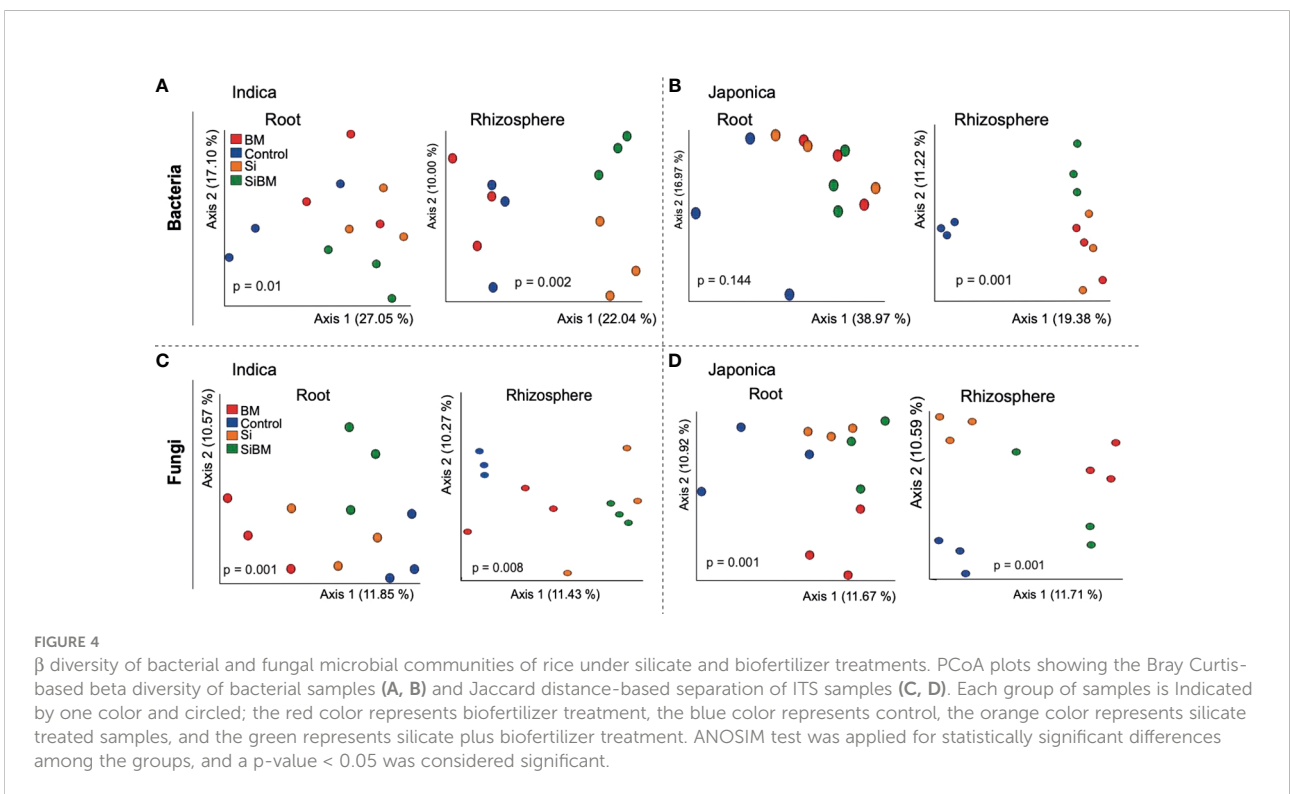 A
Indica
B
Japonica
Bacteria
Root
BM
Control
Si
SiBM
Axis 2 (17.10 %)
p = 0.01
Axis 1 (27.05 %)
Rhizosphere
Axis 2 (10.00 %)
p = 0.002
Axis 1 (22.04 %)
Root
Axis 2 (16.97 %)
p = 0.144
Axis 1 (38.97 %)
Rhizosphere
Axis 2 (11.22 %)
p = 0.001
Axis 1 (19.38 %)
C
Indica
D
Japonica
Fungi
Root
BM
Control
Si
SiBM
Axis 2 (10.57 %)
p = 0.001
Axis 1 (11.85 %)
Rhizosphere
Axis 2 (10.27 %)
p = 0.008
Axis 1 (11.43 %)
Root
Axis 2 (10.92 %)
p = 0.001
Axis 1 (11.67 %)
Rhizosphere
Axis 2 (10.59 %)
p = 0.001
Axis 1 (11.71 %)
FIGURE 4
β diversity of bacterial and fungal microbial communities of rice under silicate and biofertilizer treatments. PCoA plots showing the Bray Curtis-
based beta diversity of bacterial samples (A, B) and Jaccard distance-based separation of ITS samples (C, D). Each group of samples is Indicated
by one color and circled; the red color represents biofertilizer treatment, the blue color represents control, the orange color represents silicate
treated samples, and the green represents silicate plus biofertilizer treatment. ANOSIM test was applied for statistically significant differences
among the groups, and a p-value < 0.05 was considered significant.